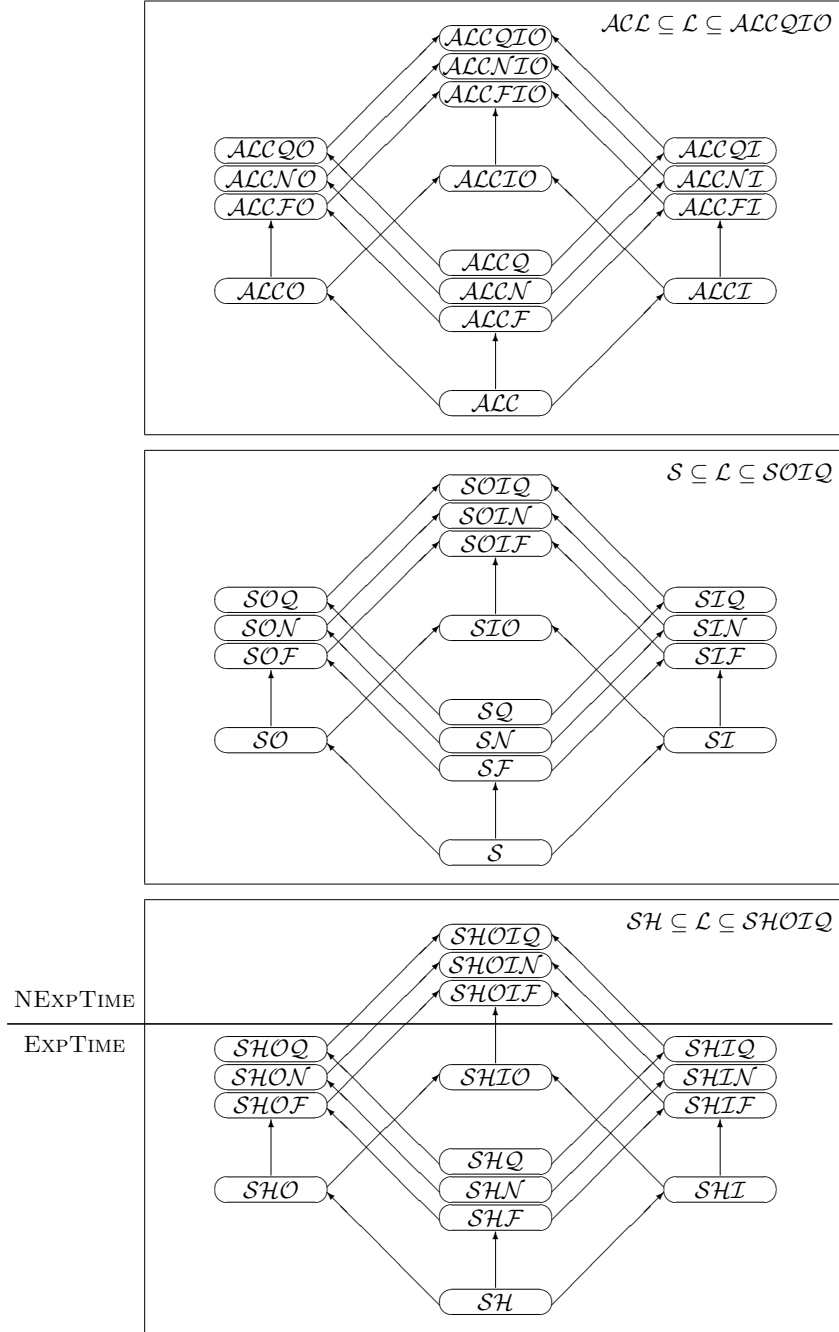 ACL ⊆ L ⊆ ALCQIO
ALCQIO
ALCNIO
ALCFIO
ALCQO
ALCNO
ALCFO
ALCIO
ALCQI
ALCNI
ALCFI
ALCQ
ALCN
ALCF
ALCO
ALCI
ALC
S ⊆ L ⊆ SOIQ
SOIQ
SOIN
SOIF
SOQ
SON
SOF
SIO
SIQ
SIN
SIF
SQ
SN
SF
SO
SI
S
SH ⊆ L ⊆ SHOIQ
SHOIQ
SHOIN
SHOIF
NEXPTIME
EXPTIME
SHOQ
SHON
SHOF
SHIO
SHIQ
SHIN
SHIF
SHQ
SHN
SHF
SHO
SHI
SH